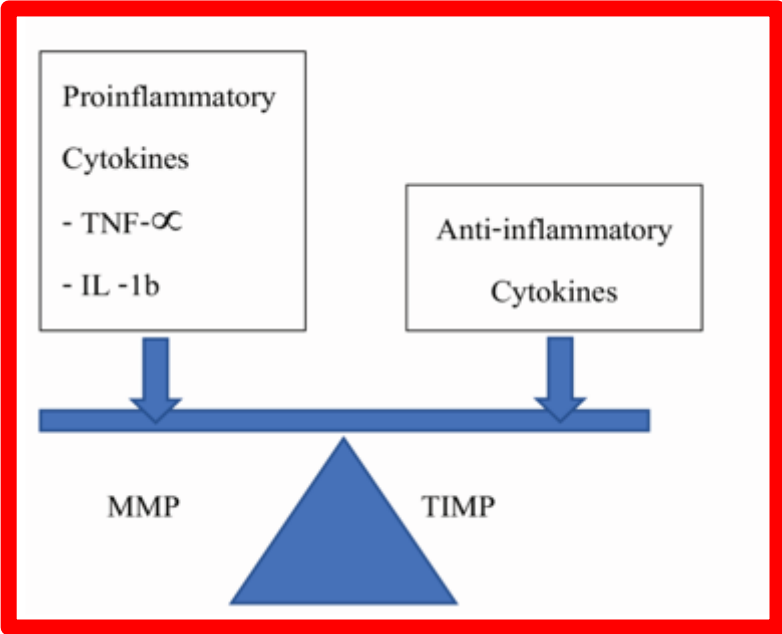 Proinflammatory
Cytokines
- TNF-∝
- IL -1b
Anti-inflammatory
Cytokines
MMP
TIMP